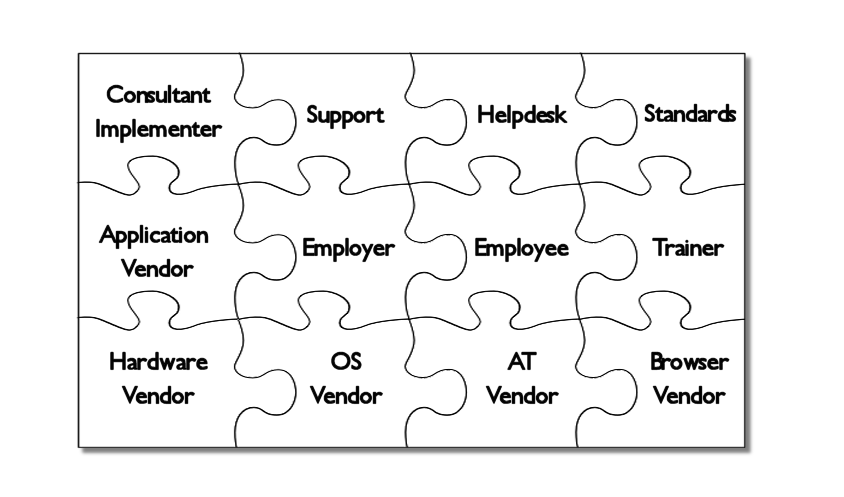 Consultant
Implementer
Support
Helpdesk
Standards
Application
Vendor
Employer
Employee
Trainer
Hardware
Vendor
OS
Vendor
AT
Vendor
Browser
Vendor